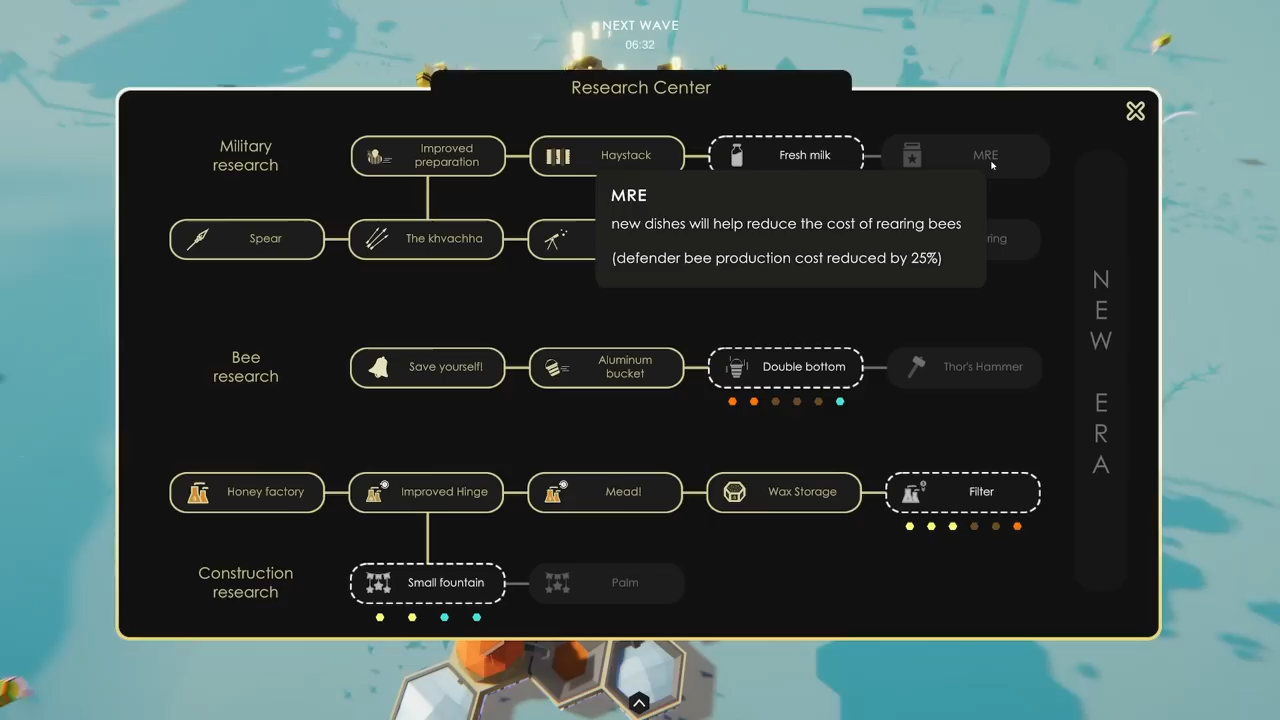 NEXT WAVE
06:32
Research Center
Military
research
Improved
preparation
Haystack
Fresh milk
MRE
MRE
new dishes will help reduce the cost of rearing bees
(defender bee production cost reduced by 25%)
Spear
The khvachha
Bee
research
Save yourself!
Aluminum
bucket
Double bottom
Thor's Hammer
Honey factory
Improved Hinge
Mead!
Wax Storage
Filter
Construction
research
Small fountain
Palm
NEW ERA